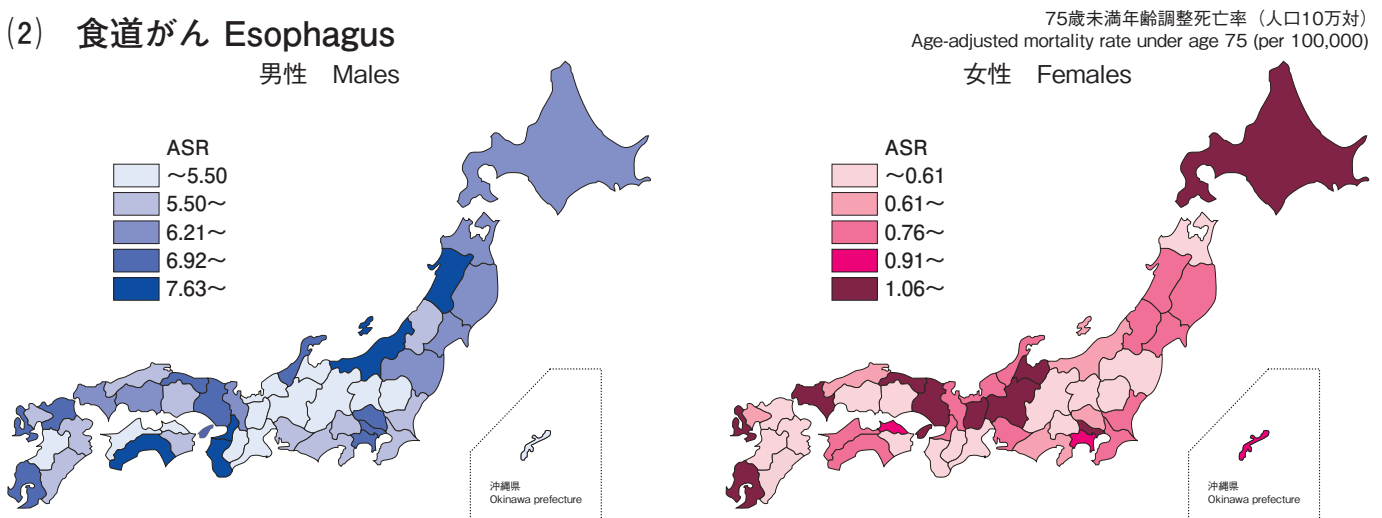 (2) 食道がん Esophagus
75歳未満年齢調整死亡率（人口10万対）
Age-adjusted mortality rate under age 75 (per 100,000)
男性 Males
ASR
～5.50
5.50～
6.21～
6.92～
7.63～
沖縄県
Okinawa prefecture
女性 Females
ASR
～0.61
0.61～
0.76～
0.91～
1.06～
沖縄県
Okinawa prefecture